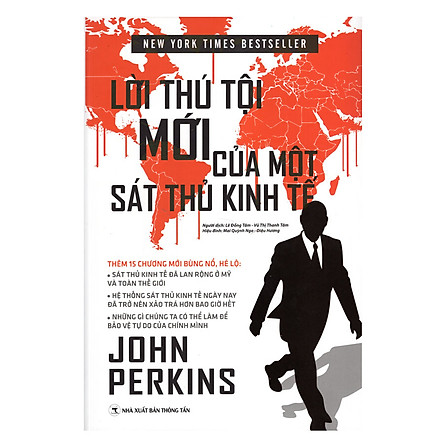 NEW YORK TIMES BESTSELLER
LỜI THÚ TỘI
MỚI
CỦA MỘT
SÁT THỦ KINH TẾ
Người dịch: Lê Đồng Tâm - Vũ Thị Thanh Tâm
Hiệu đính: Mai Quỳnh Nga - Diệu Hương
THÊM 15 CHƯƠNG MỚI BÙNG NỔ, HÉ LỘ:
• SÁT THỦ KINH TẾ ĐÃ LAN RỘNG Ở MỸ
VÀ TOÀN THẾ GIỚI
• HỆ THỐNG SÁT THỦ KINH TẾ NGÀY NAY
ĐÃ TRỞ NÊN XẢO TRÁ HƠN BAO GIỜ HẾT
• NHỮNG GÌ CHÚNG TA CÓ THỂ LÀM ĐỂ
BẢO VỆ TỰ DO CỦA CHÍNH MÌNH
JOHN
PERKINS
NHÀ XUẤT BẢN THÔNG TẤN